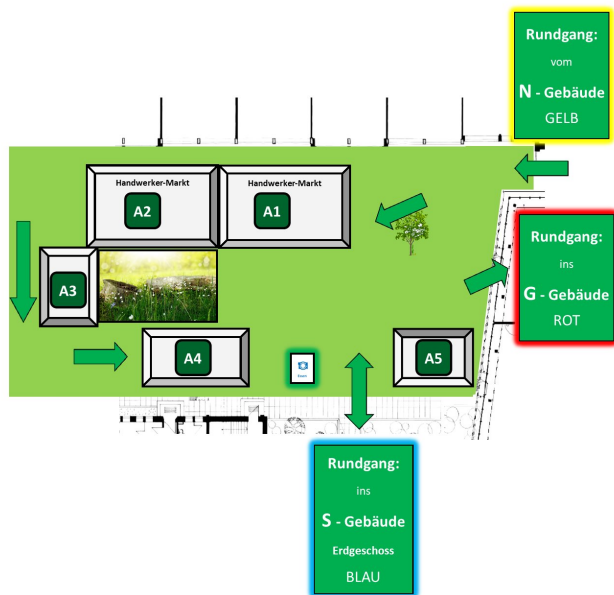 Rundgang:
vom
N - Gebäude
GELB
Handwerker-Markt
A2
Handwerker-Markt
A1
Rundgang:
ins
G - Gebäude
ROT
A3
A4
A5
Rundgang:
ins
S - Gebäude
Erdgeschoss
BLAU